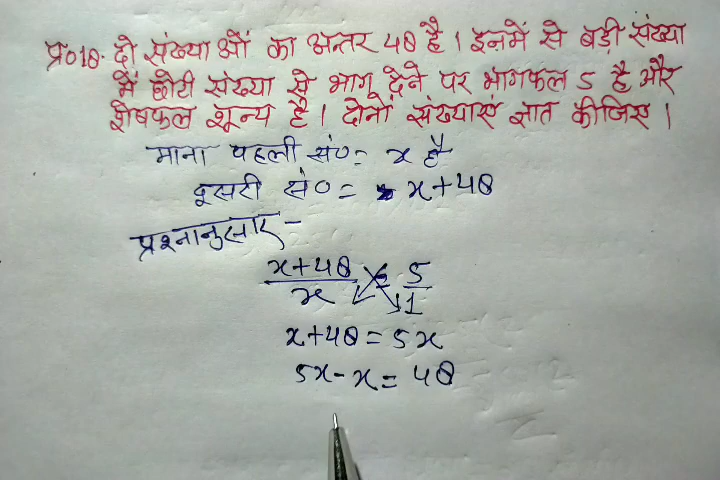 प्र०18. दो संख्याओं का अन्तर 48 है। इनमें से बड़ी संख्या
में छोटी संख्या से भाग देने पर भागफल 5 है और
शेषफल शून्य है। दोनों संख्याएं ज्ञात कीजिए।
माना पहली सं० = x है
दूसरी सं० = x+48
प्रश्नानुसार -
x+48 / x = 5 / 1
x+48 = 5x
5x - x = 48